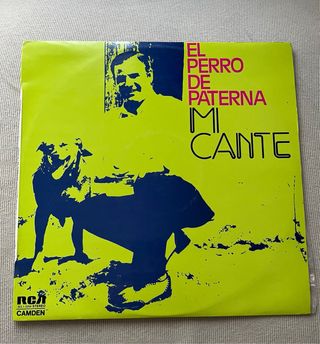 EL
PERRO
DE
PATERNA
MI
CANTE
RCA
CAMDEN